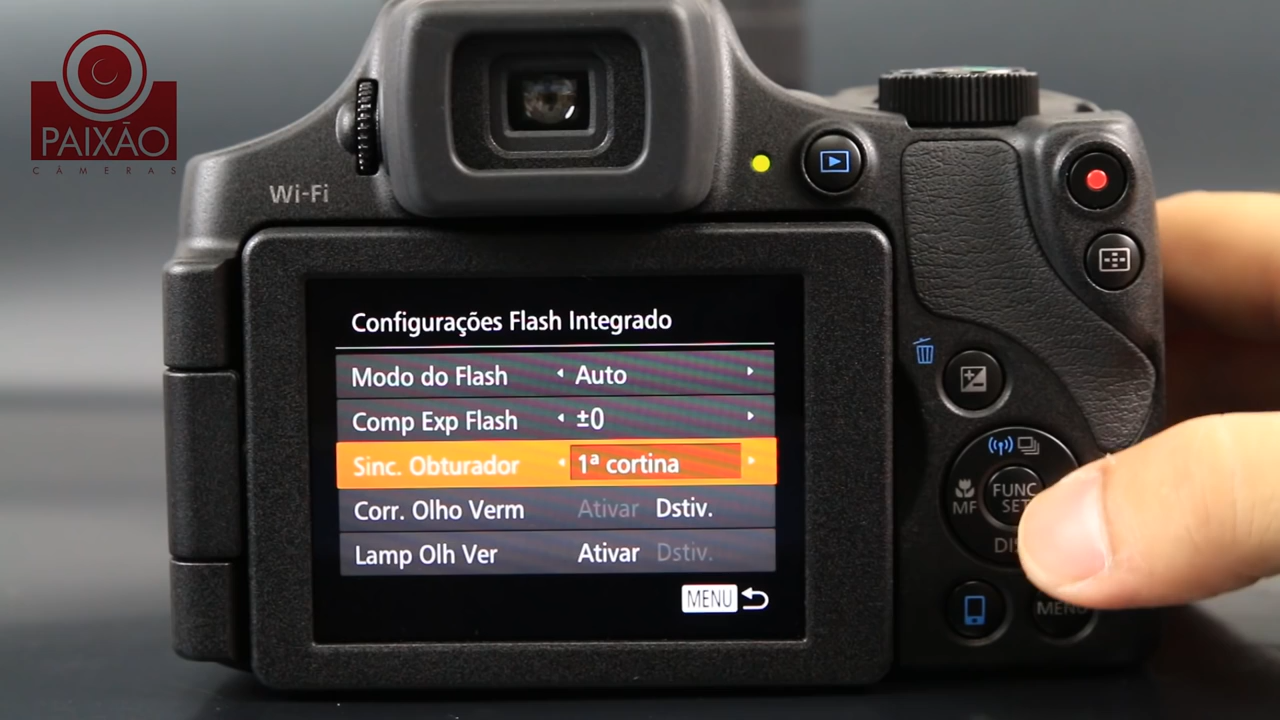 PAIXÃO
CÂMERAS
Wi-Fi
Configurações Flash Integrado
Modo do Flash Auto
Comp Exp Flash ±0
Sinc. Obturador 1ª cortina
Corr. Olho Verm Ativar Dstiv.
Lamp Olh Ver Ativar Dstiv.
MENU
MF
FUNC
SET
MENU